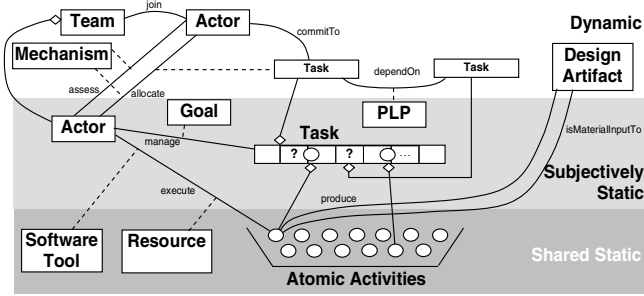 join
Team
Actor
Dynamic
commitTo
Mechanism
Task
dependOn
Task
Design
Artifact
assess
allocate
Goal
PLP
Actor
manage
Task
isMaterialInputTo
?
?
...
execute
produce
Subjectively
Static
Software
Tool
Resource
Shared Static
Atomic Activities